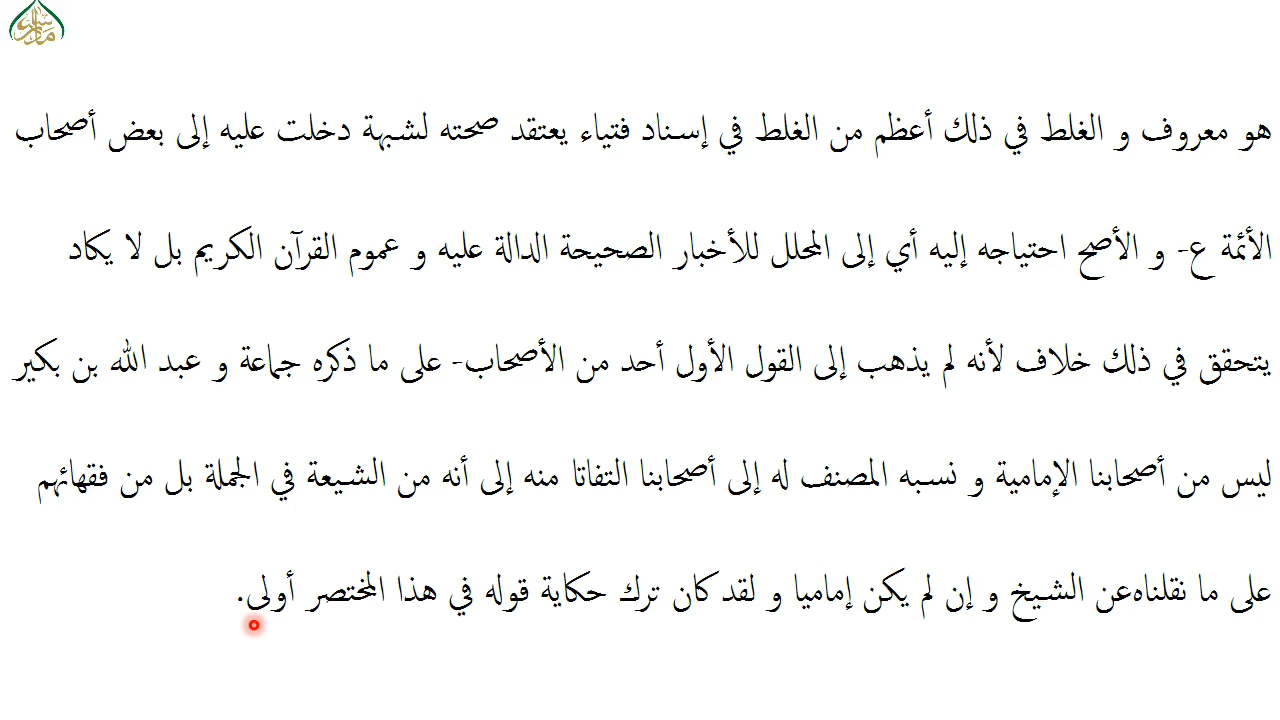 هو معروف و الغلط في ذلك أعظم من الغلط في إسناد فتياء يعتقد صحته لشبهة دخلت عليه إلى بعض أصحاب
الأئمة ع- و الأصح احتياجه إليه أي إلى المحلل للأخبار الصحيحة الدالة عليه و عموم القرآن الكريم بل لا يكاد
يتحقق في ذلك خلاف لأنه لم يذهب إلى القول الأول أحد من الأصحاب- على ما ذكره جماعة و عبد الله بن بكير
ليس من أصحابنا الإمامية و نسبه المصنف له إلى أصحابنا التفاتا منه إلى أنه من الشيعة في الجملة بل من فقهائهم
على ما نقلناه عن الشيخ و إن لم يكن إماميا و لقد كان ترك حكاية قوله في هذا المختصر أولى.